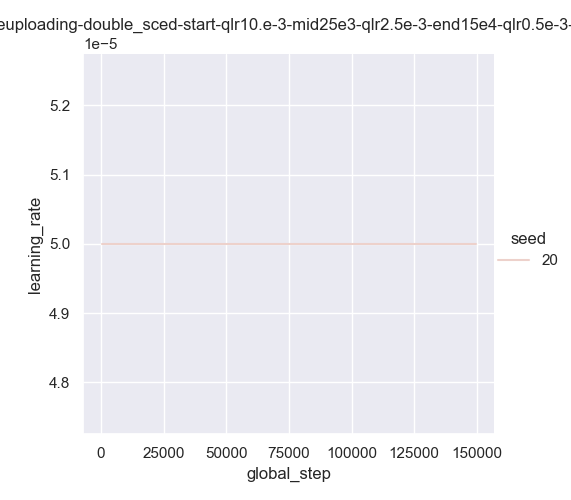 euploading-double_sced-start-qlr10.e-3-mid25e3-qlr2.5e-3-end15e4-qlr0.5e-3-
1e−5
5.2
5.1
5.0
4.9
4.8
learning_rate
seed
20
0 25000 50000 75000 100000 125000 150000
global_step